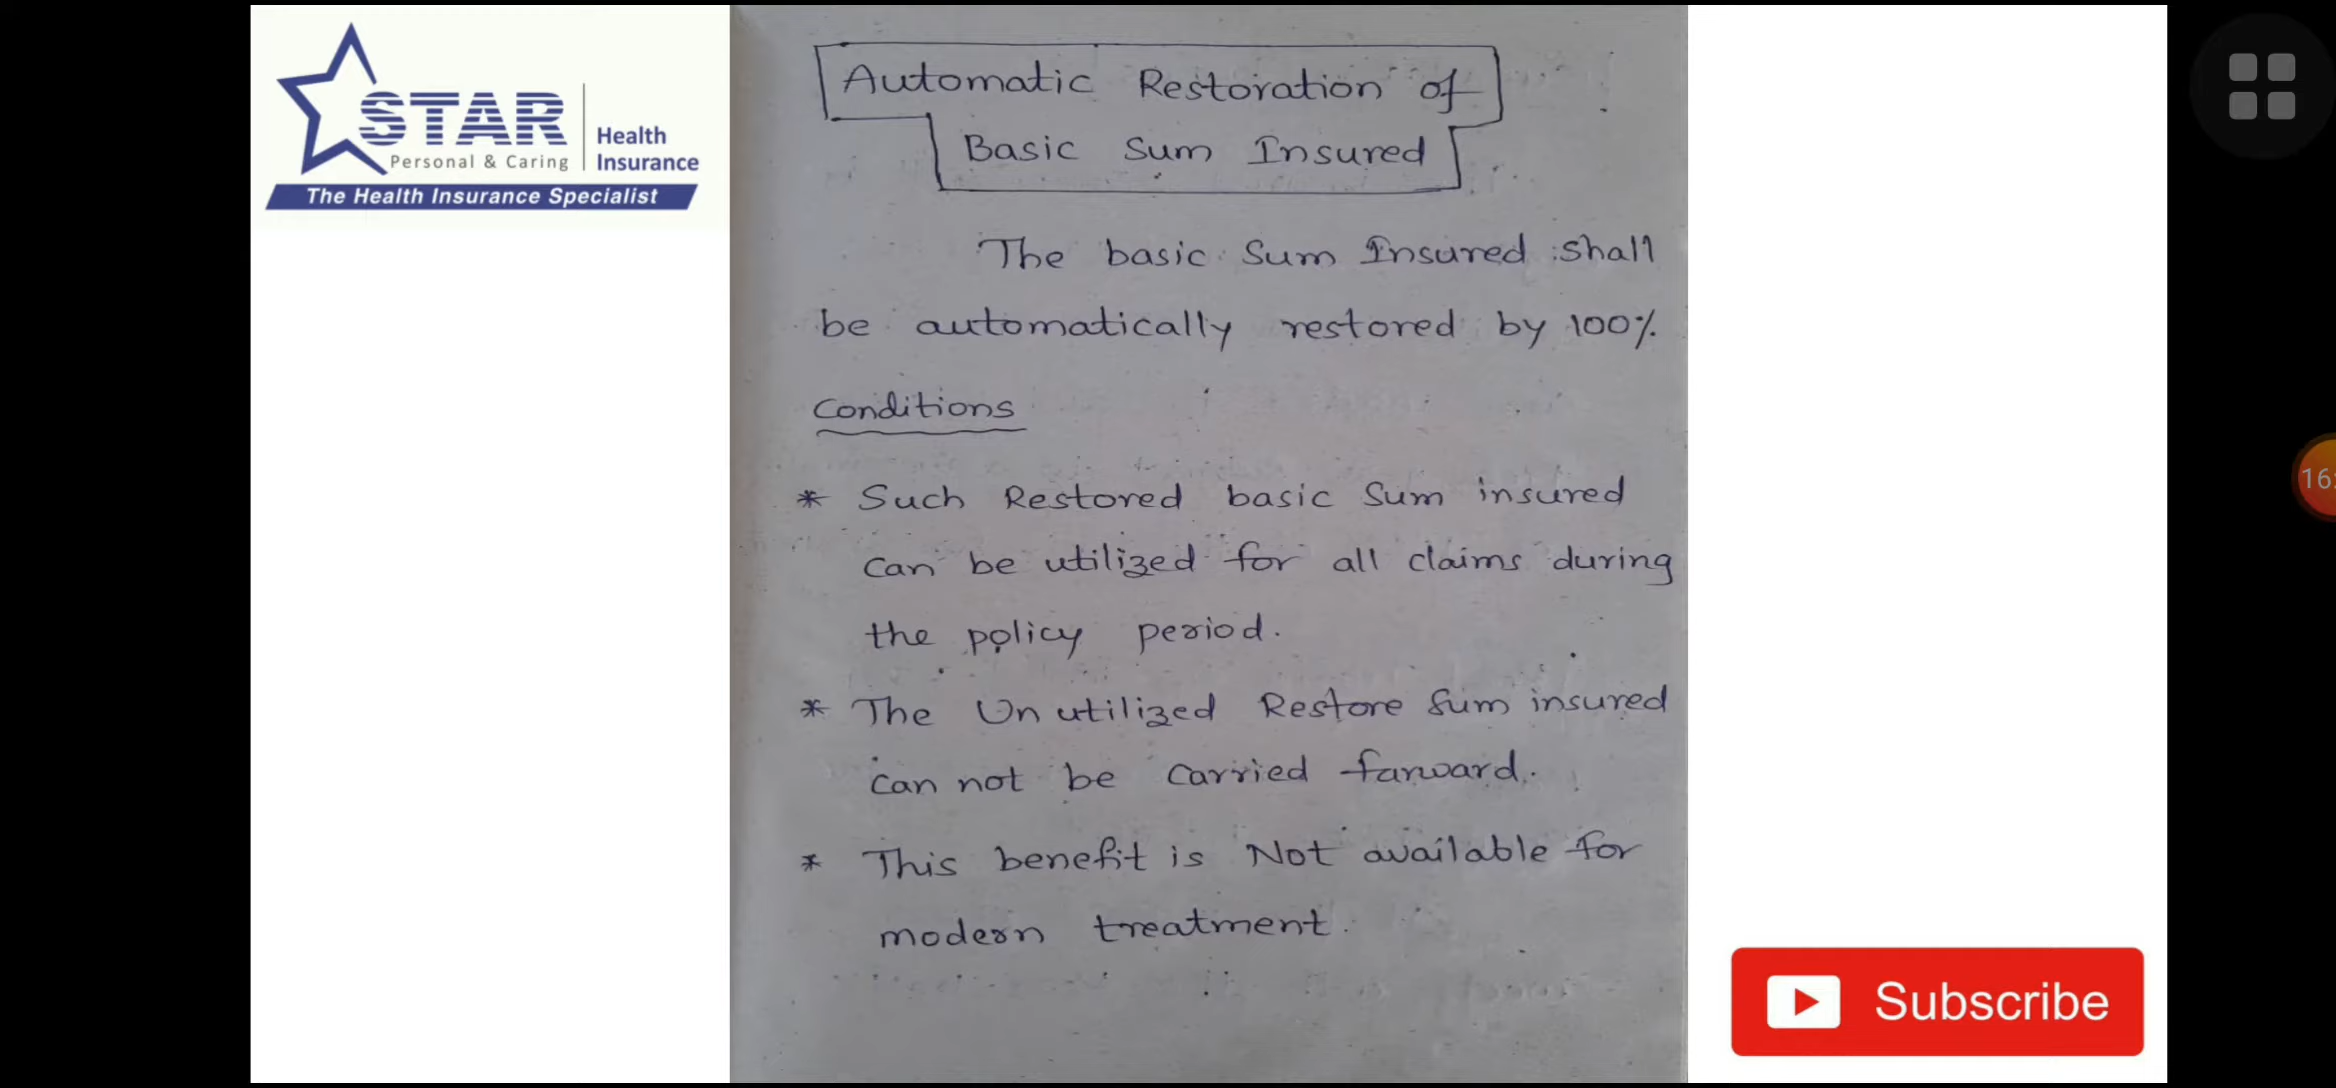 STAR
Health
Insurance
Personal & Caring
The Health Insurance Specialist
Automatic Restoration of
Basic Sum Insured
The basic Sum Insured shall
be automatically restored by 100%
Conditions
* Such Restored basic Sum insured
can be utilized for all claims during
the policy period.
* The Un utilized Restore Sum insured
can not be carried farward.
* This benefit is Not available for
modern treatment.
Subscribe
16: